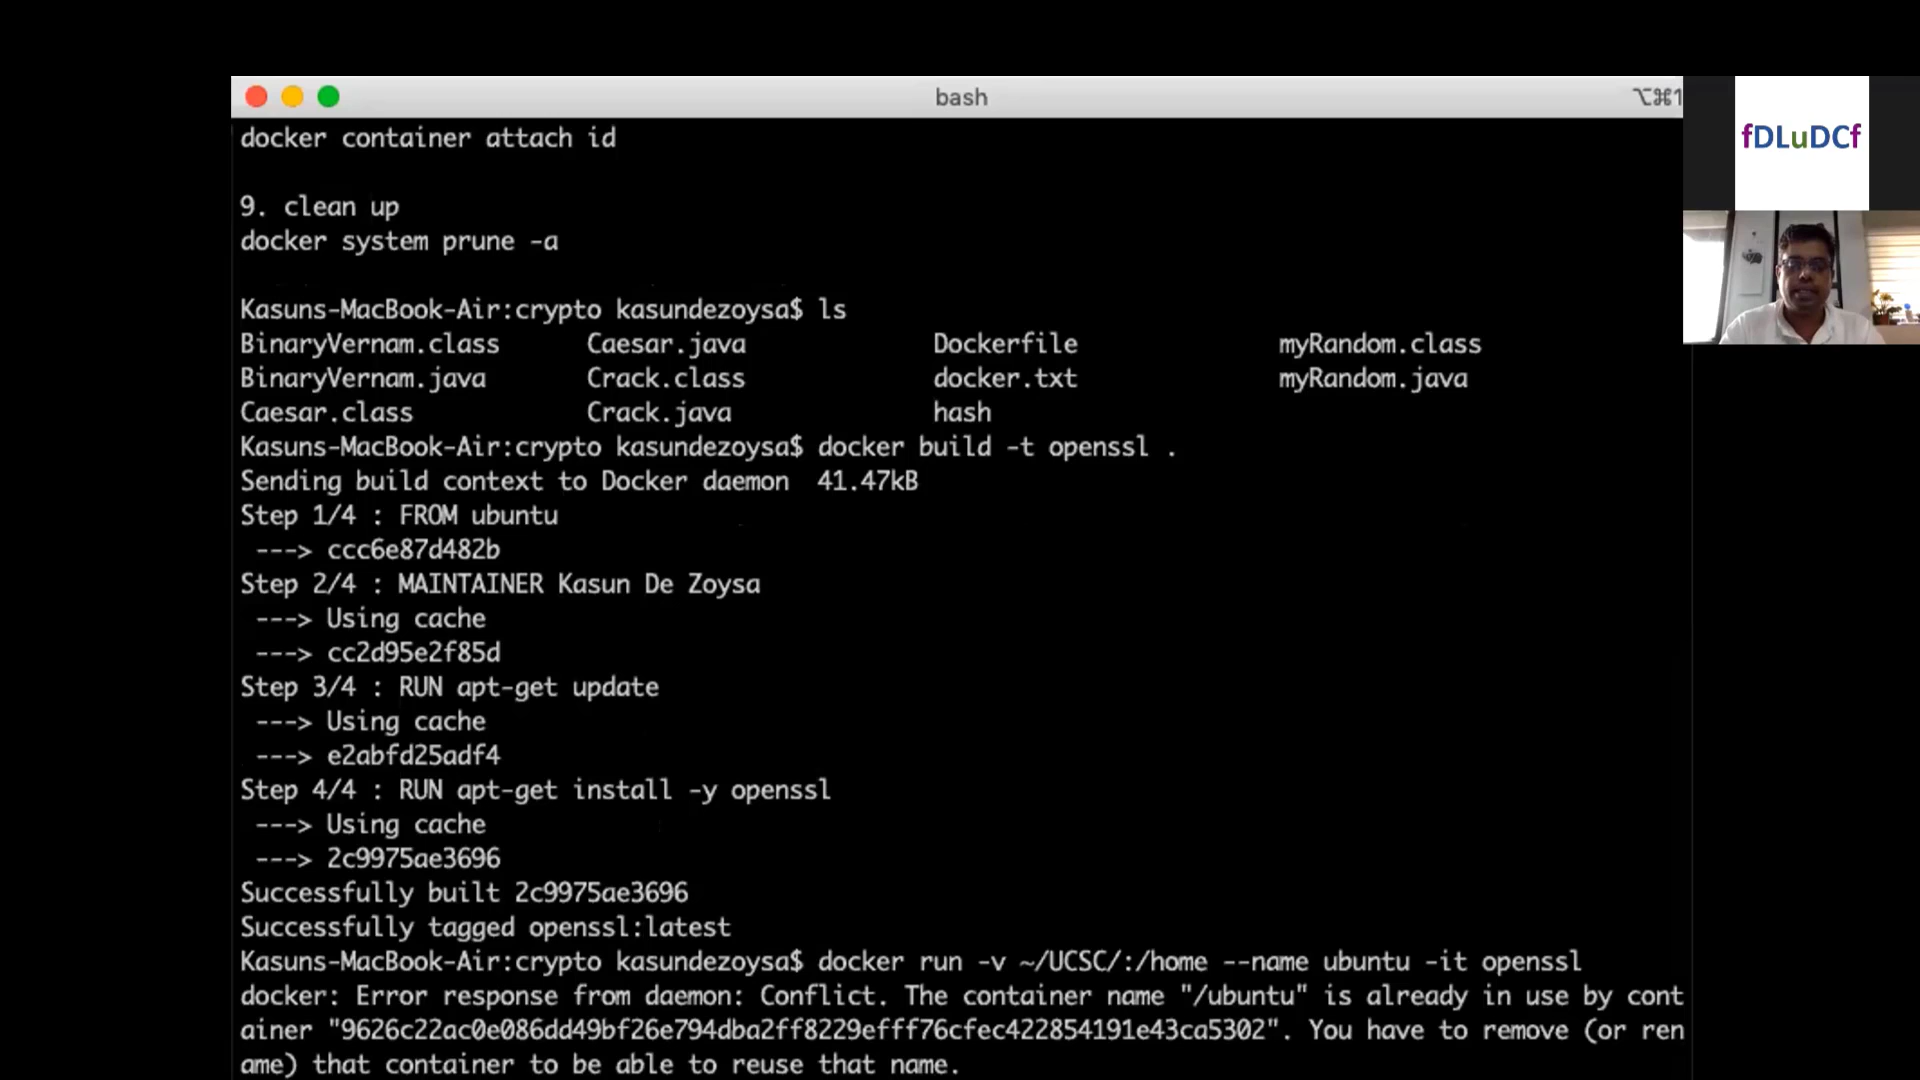 bash
⌥⌘1
docker container attach id
9. clean up
docker system prune -a
Kasuns-MacBook-Air:crypto kasundezoysa$ ls
BinaryVernam.class Caesar.java Dockerfile myRandom.class
BinaryVernam.java Crack.class docker.txt myRandom.java
Caesar.class Crack.java hash
Kasuns-MacBook-Air:crypto kasundezoysa$ docker build -t openssl .
Sending build context to Docker daemon 41.47kB
Step 1/4 : FROM ubuntu
---> ccc6e87d482b
Step 2/4 : MAINTAINER Kasun De Zoysa
---> Using cache
---> cc2d95e2f85d
Step 3/4 : RUN apt-get update
---> Using cache
---> e2abfd25adf4
Step 4/4 : RUN apt-get install -y openssl
---> Using cache
---> 2c9975ae3696
Successfully built 2c9975ae3696
Successfully tagged openssl:latest
Kasuns-MacBook-Air:crypto kasundezoysa$ docker run -v ~/UCSC/:/home --name ubuntu -it openssl
docker: Error response from daemon: Conflict. The container name "/ubuntu" is already in use by cont
ainer "9626c22ac0e086dd49bf26e794dba2ff8229efff76cfec422854191e43ca5302". You have to remove (or ren
ame) that container to be able to reuse that name.
fDLuDCf